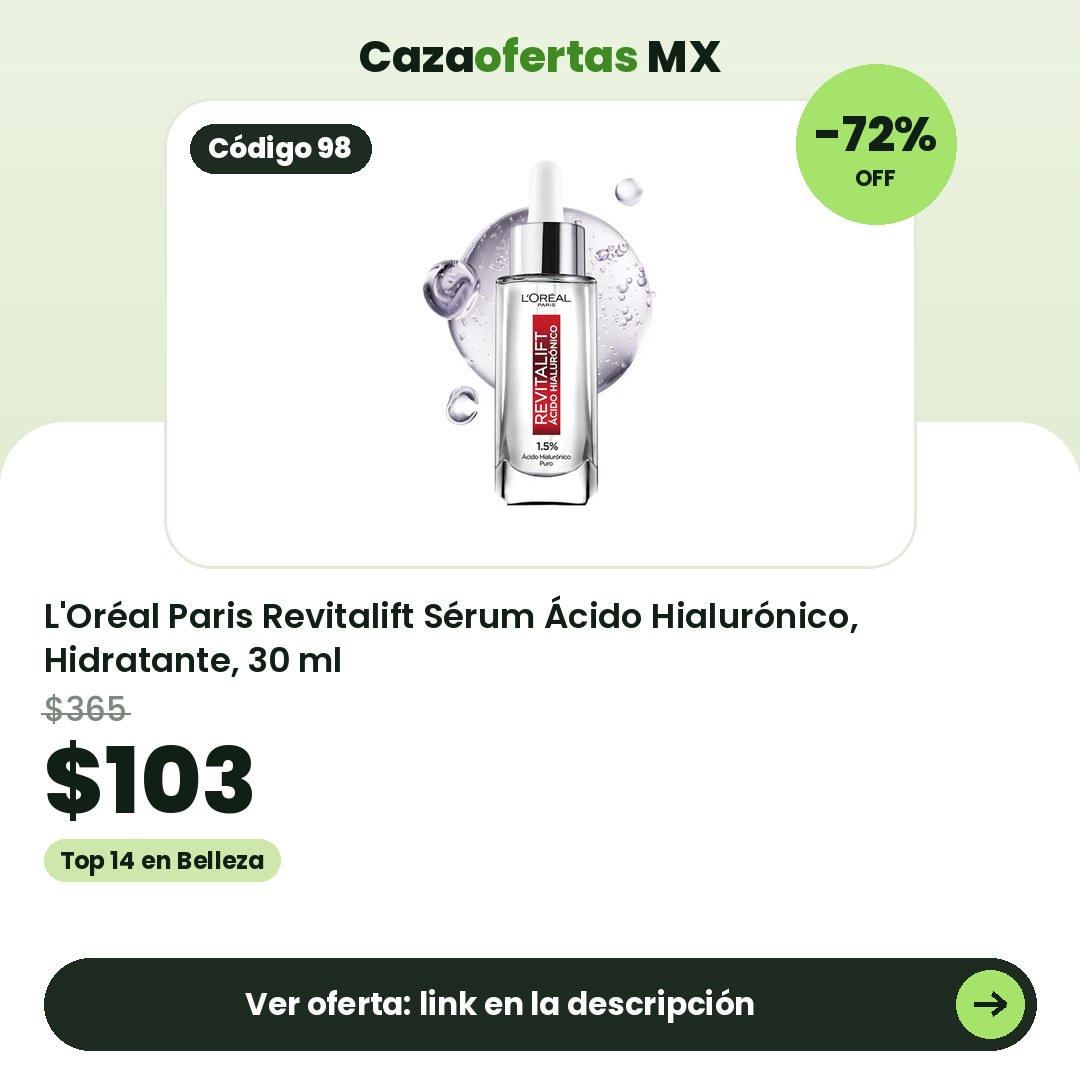 Cazaofertas MX
Código 98
-72%
OFF
L'ORÉAL
PARIS
REVITALIFT
ÁCIDO HIALURÓNICO
1.5%
Ácido Hialurónico
Puro
L'Oréal Paris Revitalift Sérum Ácido Hialurónico,
Hidratante, 30 ml
$365
$103
Top 14 en Belleza
Ver oferta: link en la descripción